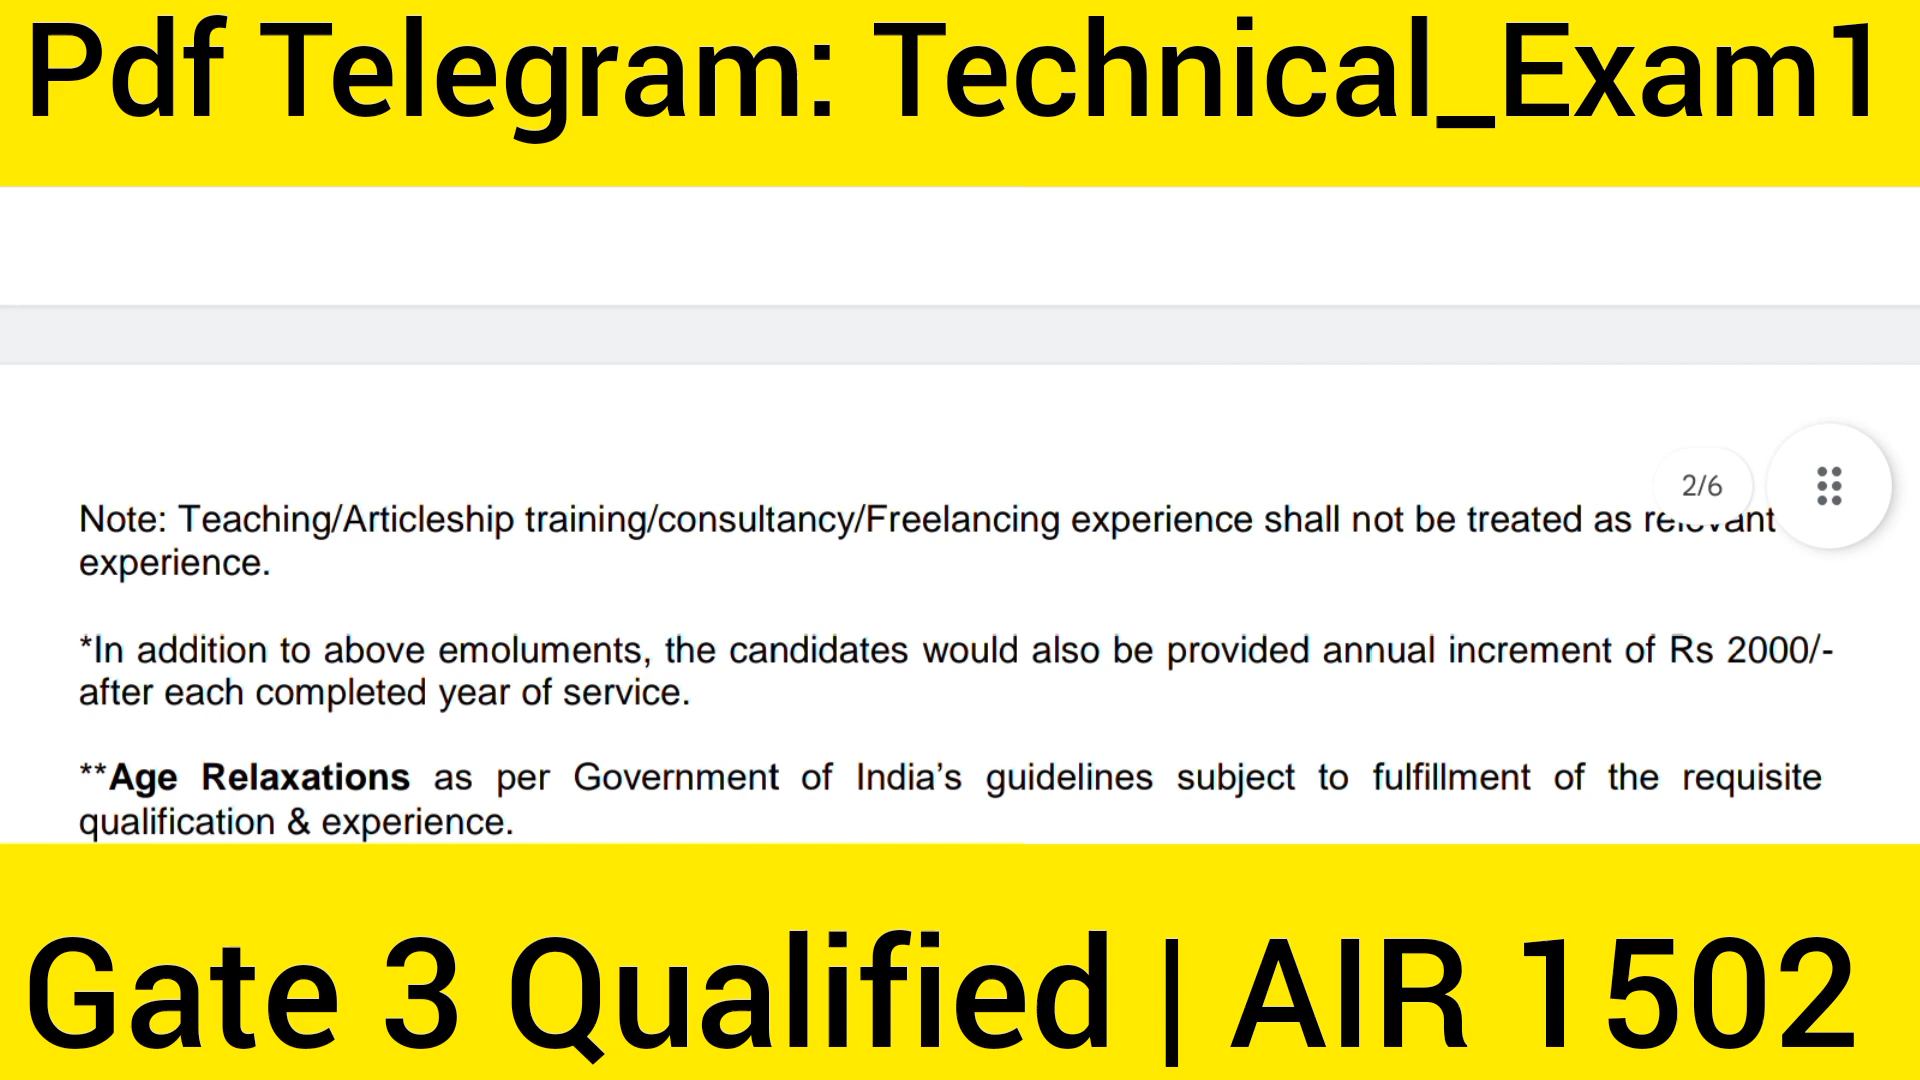 Pdf Telegram: Technical_Exam1
2/6
Note: Teaching/Articleship training/consultancy/Freelancing experience shall not be treated as relevant
experience.
*In addition to above emoluments, the candidates would also be provided annual increment of Rs 2000/-
after each completed year of service.
**Age Relaxations as per Government of India’s guidelines subject to fulfillment of the requisite
qualification & experience.
Gate 3 Qualified | AIR 1502